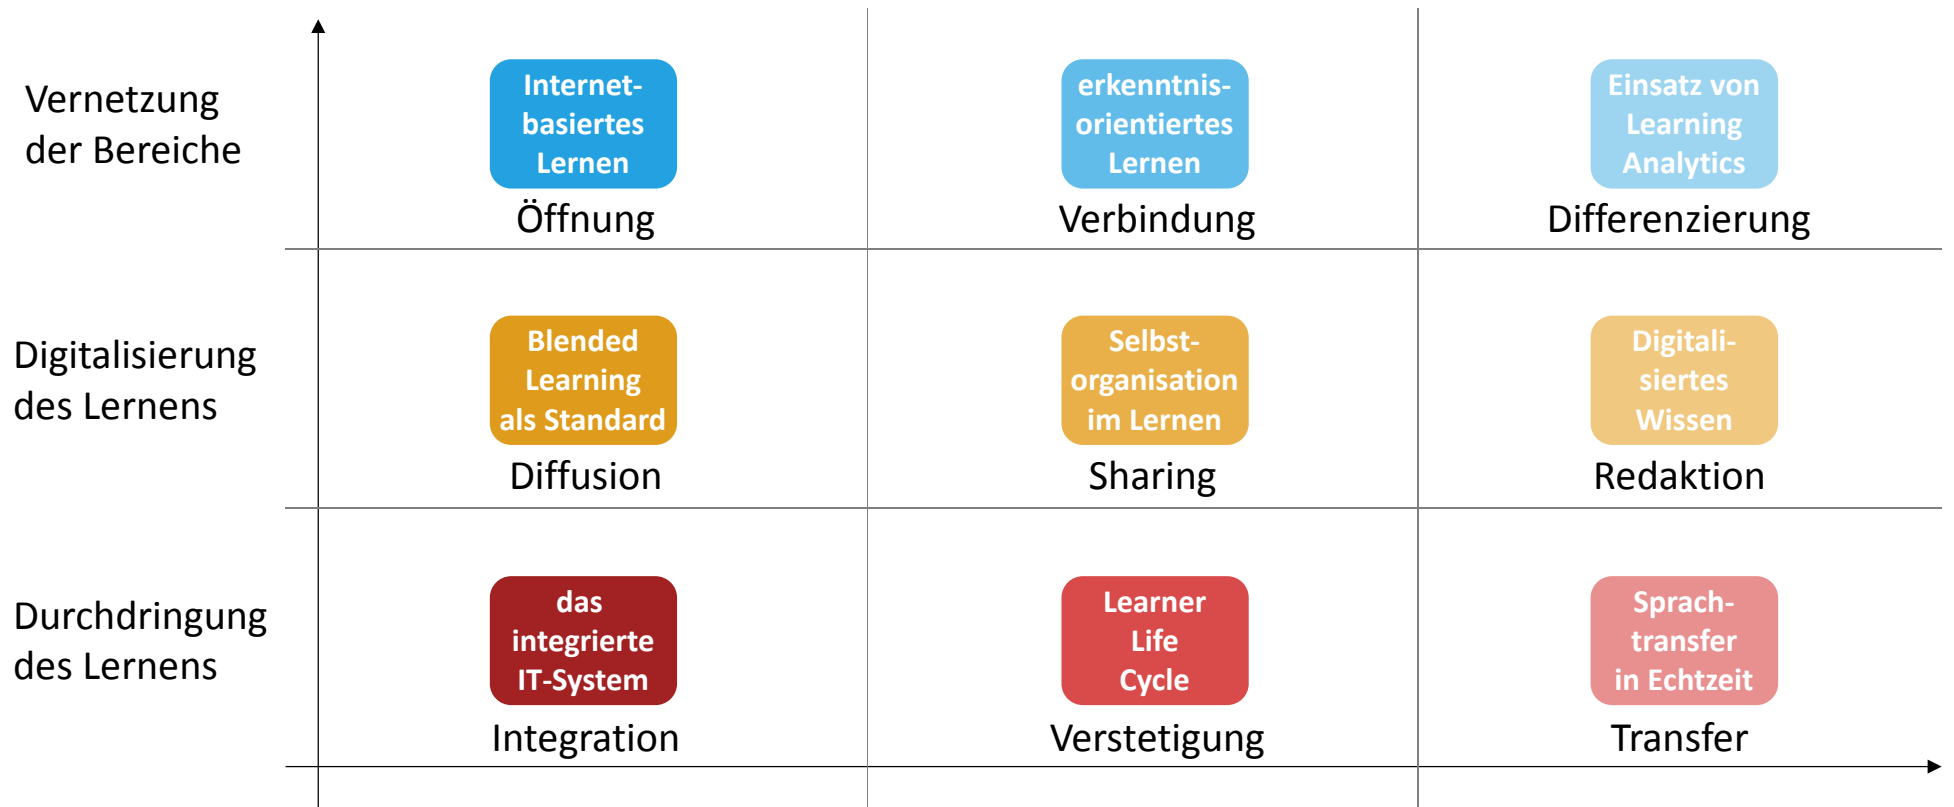 Vernetzung
der Bereiche
Internet-
basiertes
Lernen
Öffnung
erkenntnis-
orientiertes
Lernen
Verbindung
Einsatz von
Learning
Analytics
Differenzierung
Digitalisierung
des Lernens
Blended
Learning
als Standard
Diffusion
Selbst-
organisation
im Lernen
Sharing
Digitali-
siertes
Wissen
Redaktion
Durchdringung
des Lernens
das
integrierte
IT-System
Integration
Learner
Life
Cycle
Verstetigung
Sprach-
transfer
in Echtzeit
Transfer